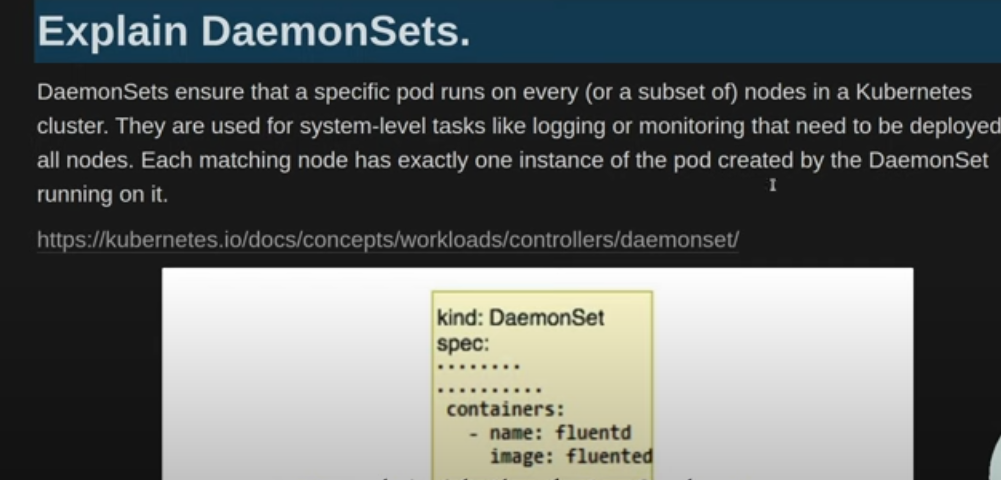 Explain DaemonSets.
DaemonSets ensure that a specific pod runs on every (or a subset of) nodes in a Kubernetes
cluster. They are used for system-level tasks like logging or monitoring that need to be deployed
all nodes. Each matching node has exactly one instance of the pod created by the DaemonSet
running on it.
https://kubernetes.io/docs/concepts/workloads/controllers/daemonset/
kind: DaemonSet
spec:
........
..........
containers:
- name: fluentd
image: fluented